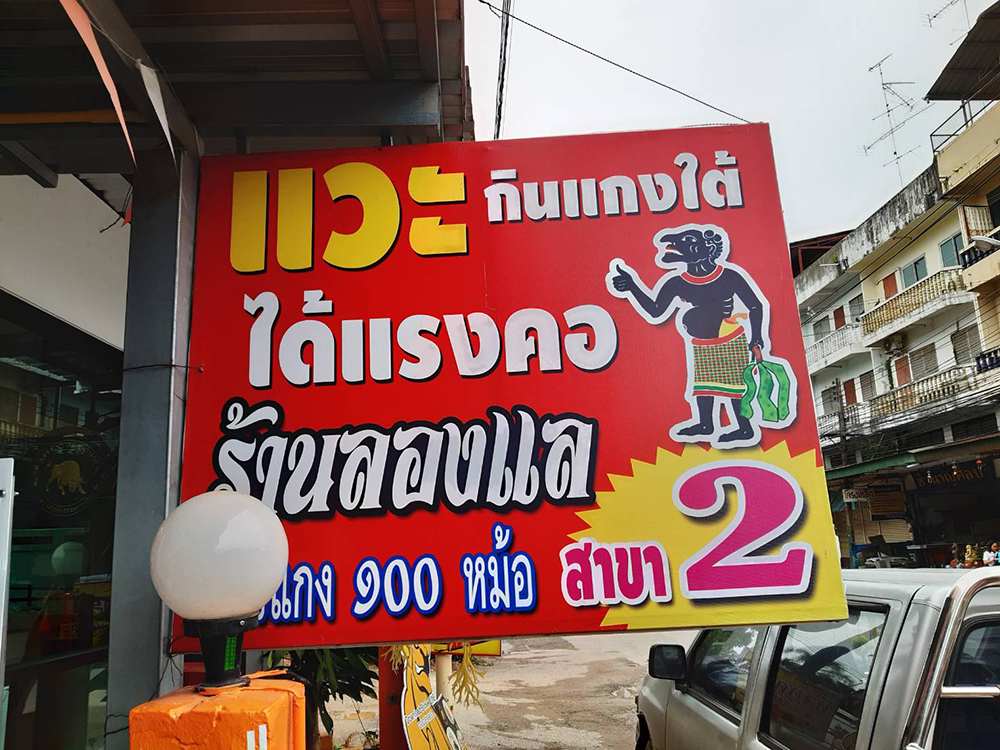 แวะ กินแกงใต้
ได้แรงคอ
ร้านลองแล
แกง ๑๐๐ หม้อ สาขา 2